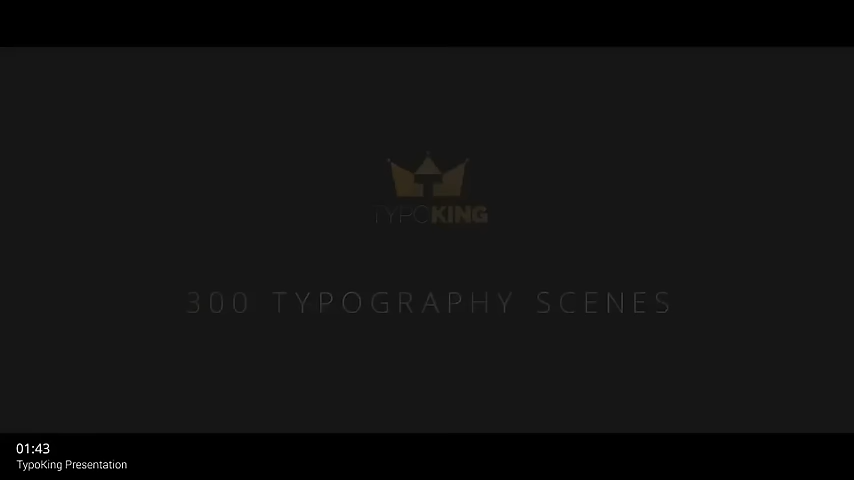 TYPOKING
300 TYPOGRAPHY SCENES
01:43
TypoKing Presentation